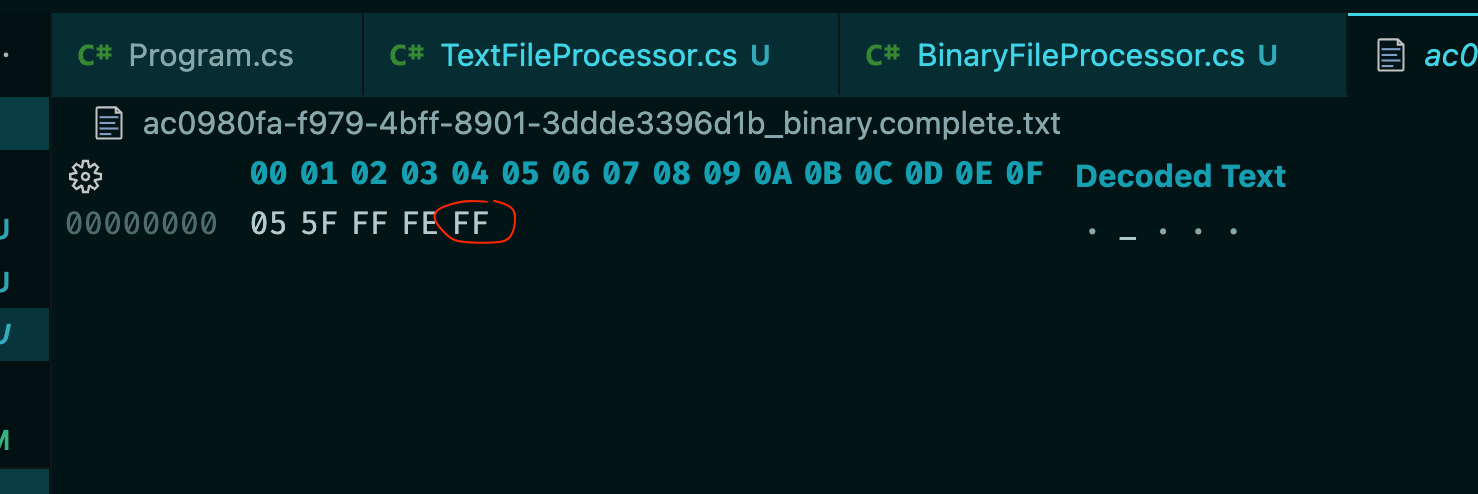 C# Program.cs C# TextFileProcessor.cs U C# BinaryFileProcessor.cs U ac0
ac0980fa-f979-4bff-8901-3ddde3396d1b_binary.complete.txt
00 01 02 03 04 05 06 07 08 09 0A 0B 0C 0D 0E 0F Decoded Text
00000000 05 5F FF FE FF . _ . . .
U
U
U
M